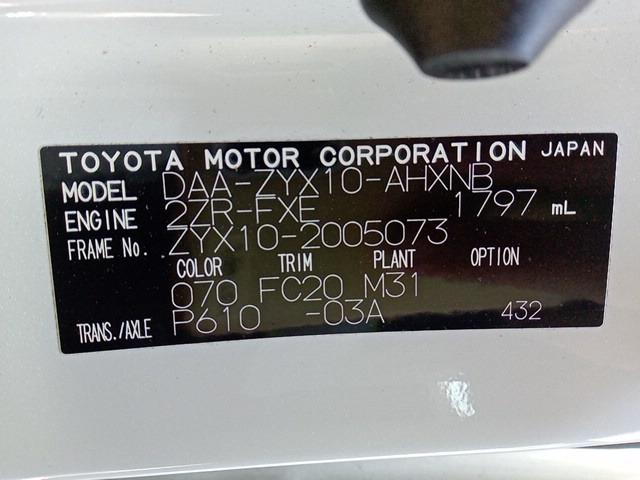 TOYOTA MOTOR CORPORATION JAPAN
MODEL DAA-ZYX10-AHXNB
ENGINE 2ZR-FXE 1797 mL
FRAME No. ZYX10-2005073
COLOR TRIM PLANT OPTION
070 FC20 M31
TRANS./AXLE P610 -03A 432